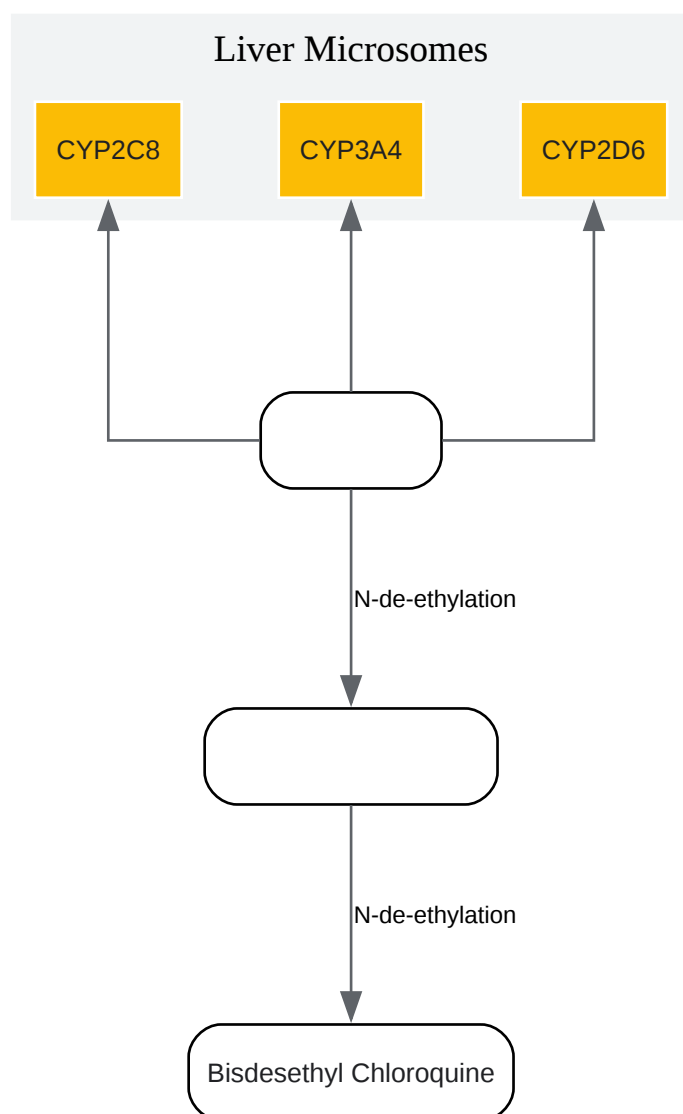 Liver Microsomes
CYP2C8
CYP3A4
CYP2D6
N-de-ethylation
N-de-ethylation
Bisdesethyl Chloroquine